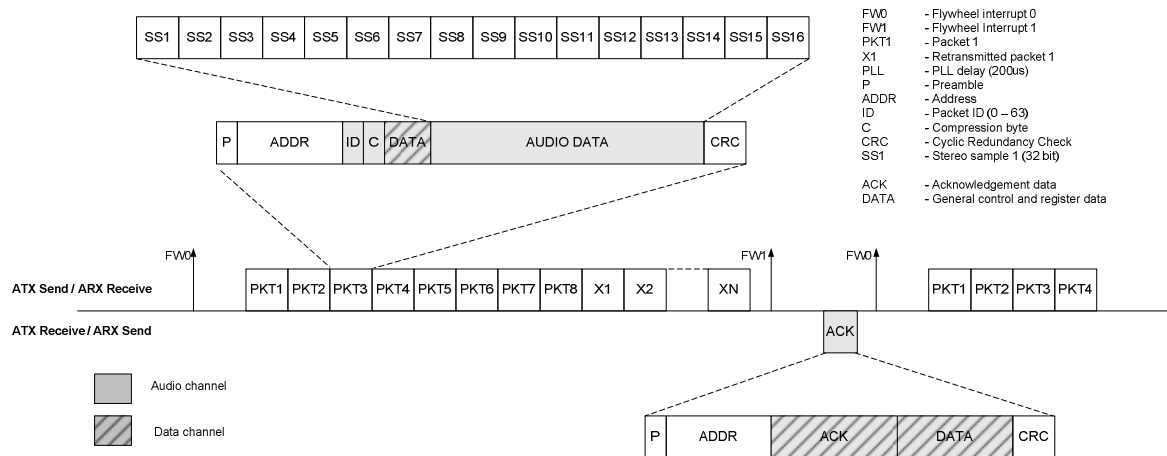 SS1 SS2 SS3 SS4 SS5 SS6 SS7 SS8 SS9 SS10 SS11 SS12 SS13 SS14 SS15 SS16
FW0 - Flywheel interrupt 0
FW1 - Flywheel Interrupt 1
PKT1 - Packet 1
X1 - Retransmitted packet 1
PLL - PLL delay (200us)
P - Preamble
ADDR - Address
ID - Packet ID (0 – 63)
C - Compression byte
CRC - Cyclic Redundancy Check
SS1 - Stereo sample 1 (32 bit)
ACK - Acknowledgement data
DATA - General control and register data
P ADDR ID C DATA AUDIO DATA CRC
FW0 FW1 FW0
ATX Send / ARX Receive
PKT1 PKT2 PKT3 PKT4 PKT5 PKT6 PKT7 PKT8 X1 X2 XN PKT1 PKT2 PKT3 PKT4
ATX Receive / ARX Send
ACK
Audio channel
Data channel
P ADDR ACK DATA CRC